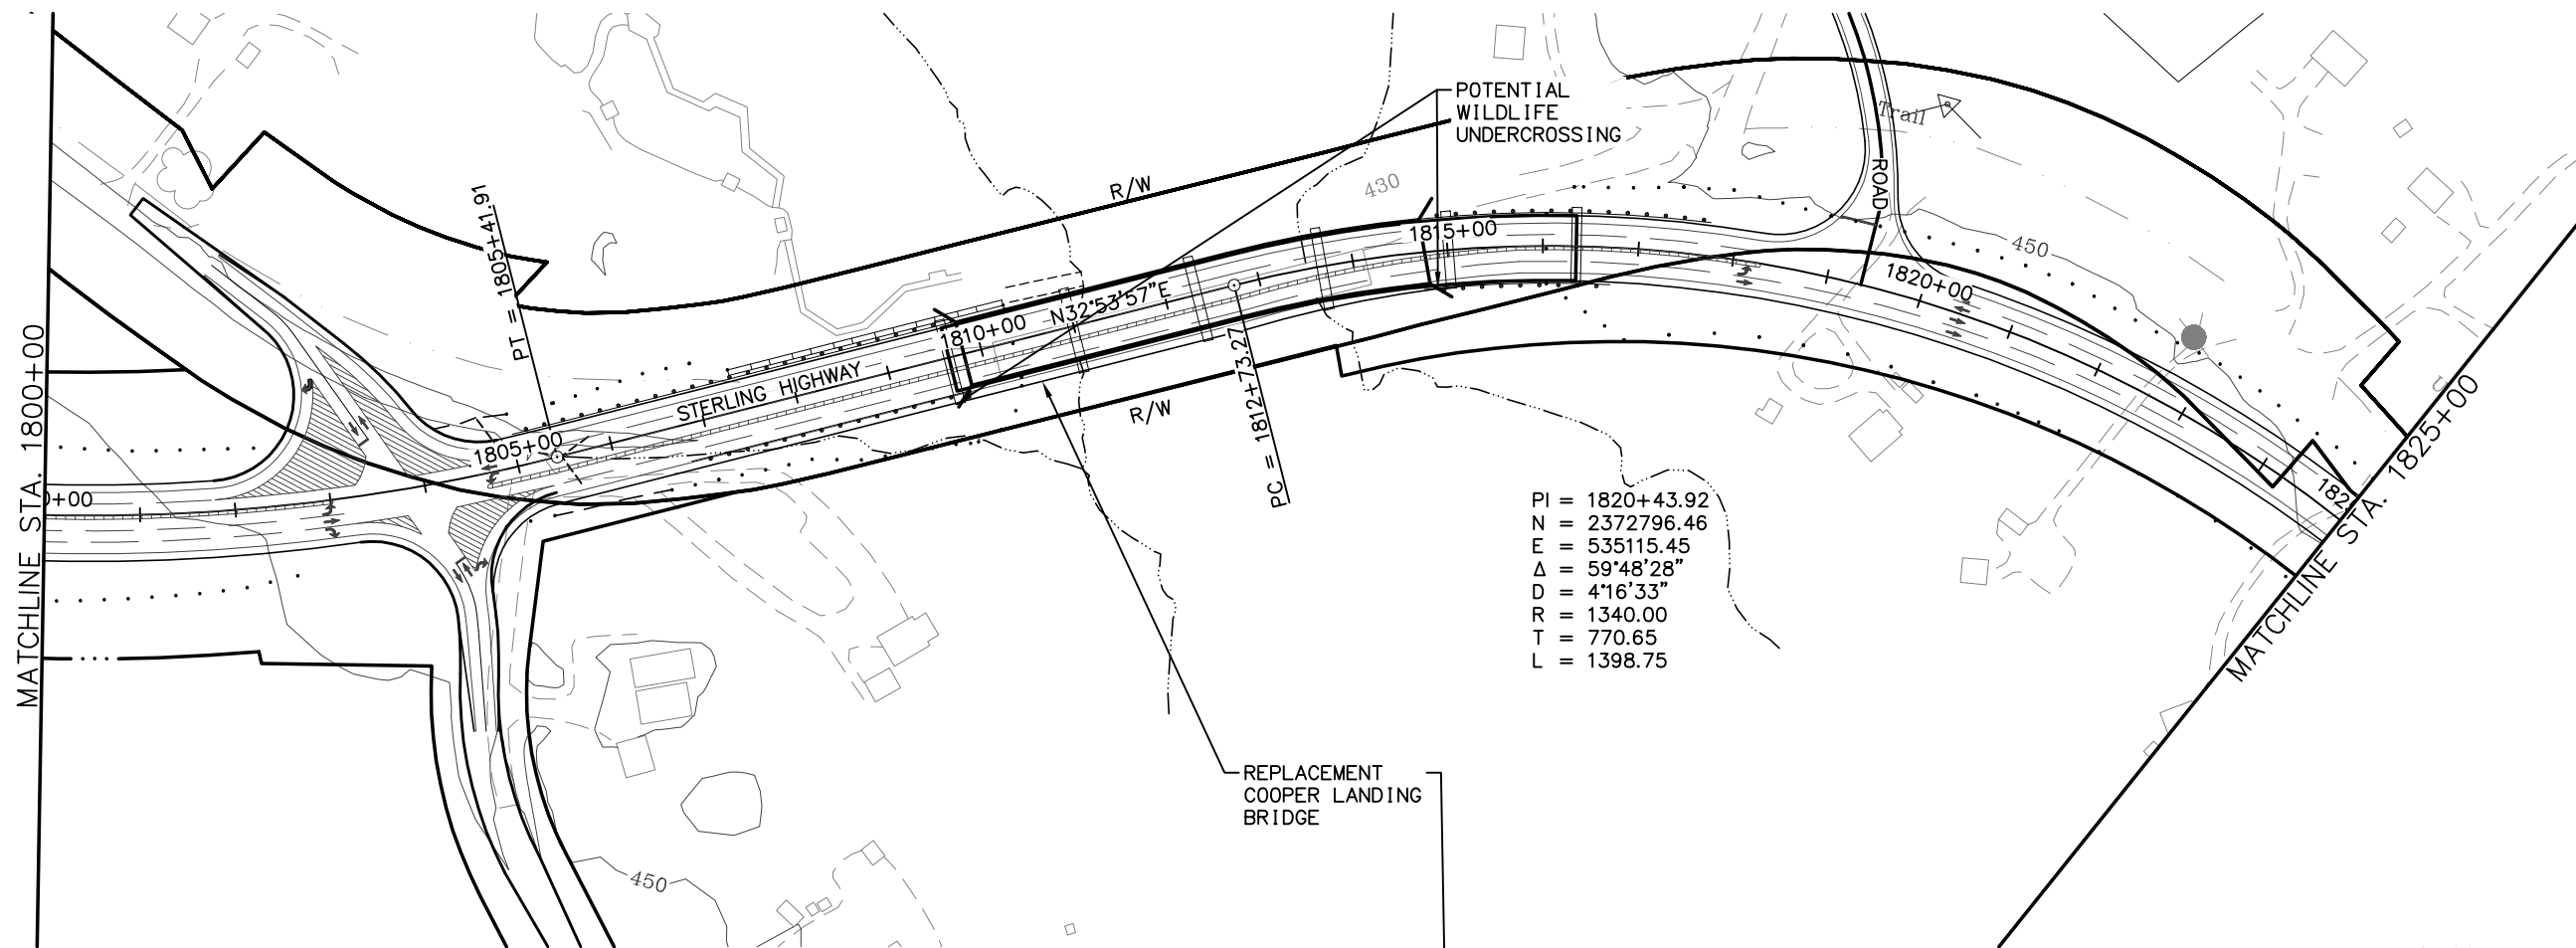 POTENTIAL
WILDLIFE
UNDERCROSSING
Trail
R/W
430
ROAD
PT = 1805+41.91
1815+00
450
1820+00
N32°53'57"E
1810+00
STERLING HIGHWAY
MATCHLINE STA. 1800+00
R/W
PC = 1812+73.27
1805+00
0+00
MATCHLINE STA. 1825+00
182
PI = 1820+43.92
N = 2372796.46
E = 535115.45
Δ = 59°48'28"
D = 4°16'33"
R = 1340.00
T = 770.65
L = 1398.75
REPLACEMENT
COOPER LANDING
BRIDGE
450